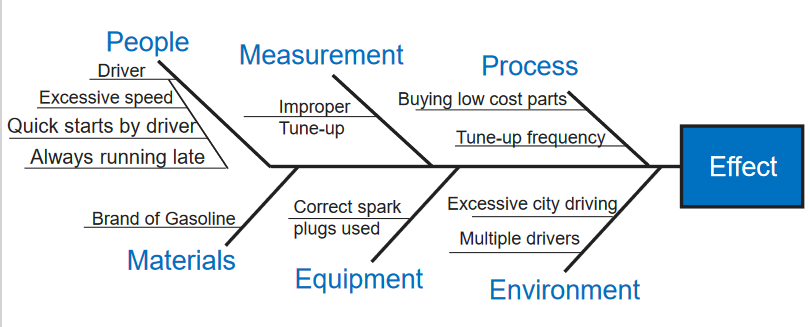 People
Driver
Excessive speed
Quick starts by driver
Always running late
Measurement
Improper
Tune-up
Process
Buying low cost parts
Tune-up frequency
Effect
Brand of Gasoline
Materials
Correct spark
plugs used
Equipment
Excessive city driving
Multiple drivers
Environment